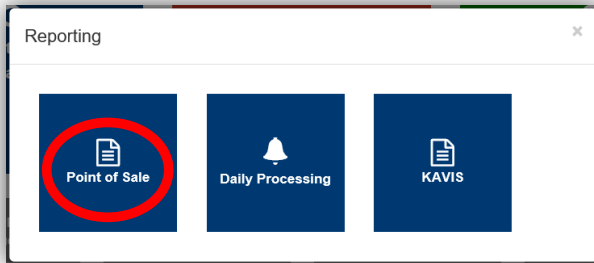 Reporting
×
Point of Sale
Daily Processing
KAVIS